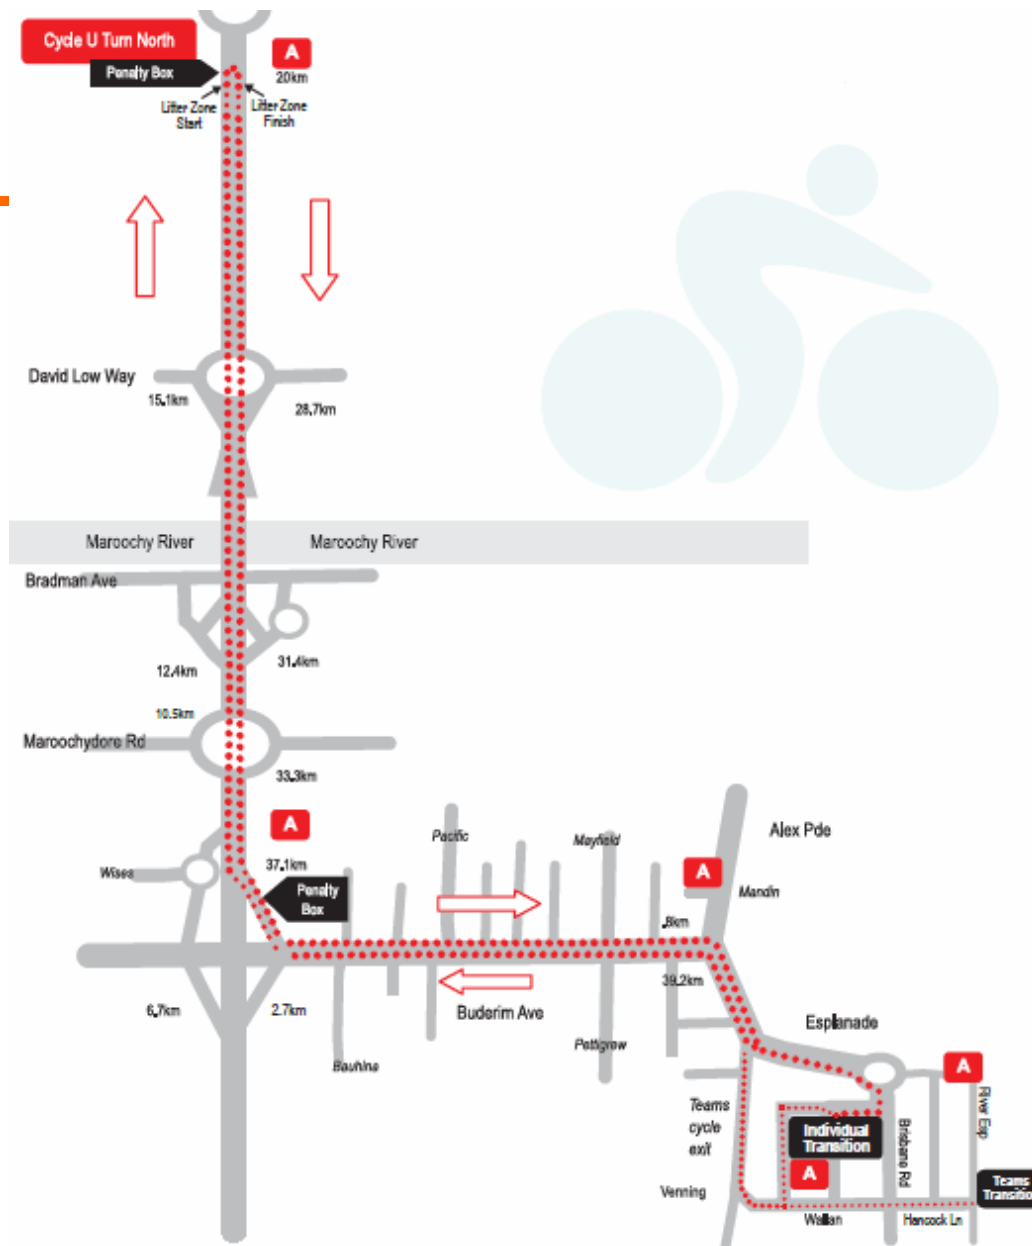 Cycle U Turn North
A
Penalty Box
20km
Litter Zone
Start
Litter Zone
Finish
David Low Way
15.1km
28.7km
Maroochy River
Maroochy River
Bradman Ave
12.4km
31.4km
10.5km
Maroochydore Rd
33.3km
A
37.1km
Wises
Penalty
Box
Pacific
Mayfield
Alex Pde
A
Mandin
.8km
39.2km
6.7km
2.7km
Buderim Ave
Bauhina
Pettigrew
Esplanade
A
River Esp
Teams
cycle
exit
Individual
Transition
Brisbane Rd
A
Venning
Wallan
Hancock Ln
Teams
Transition